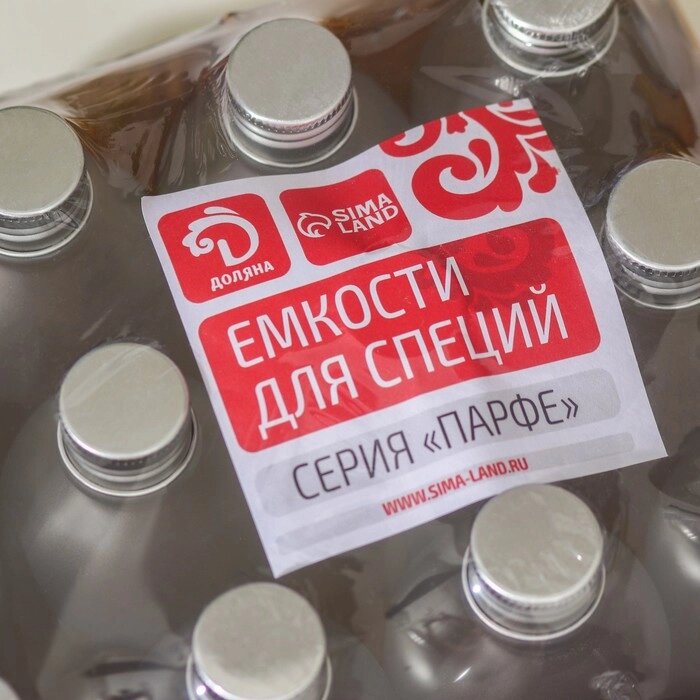 ДОЛЯНА
SIMA
LAND
ЕМКОСТИ
ДЛЯ СПЕЦИЙ
СЕРИЯ «ПАРФЕ»
WWW.SIMA-LAND.RU